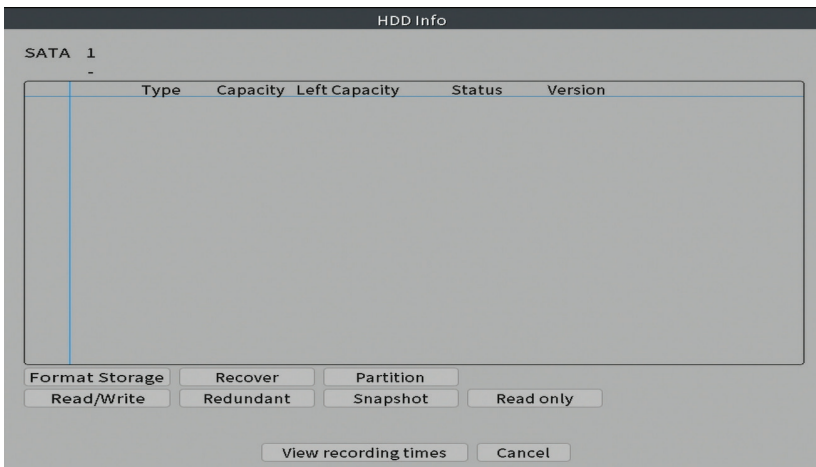 HDD Info
SATA 1
-
Type Capacity Left Capacity Status Version
Format Storage Recover Partition
Read/Write Redundant Snapshot Read only
View recording times Cancel